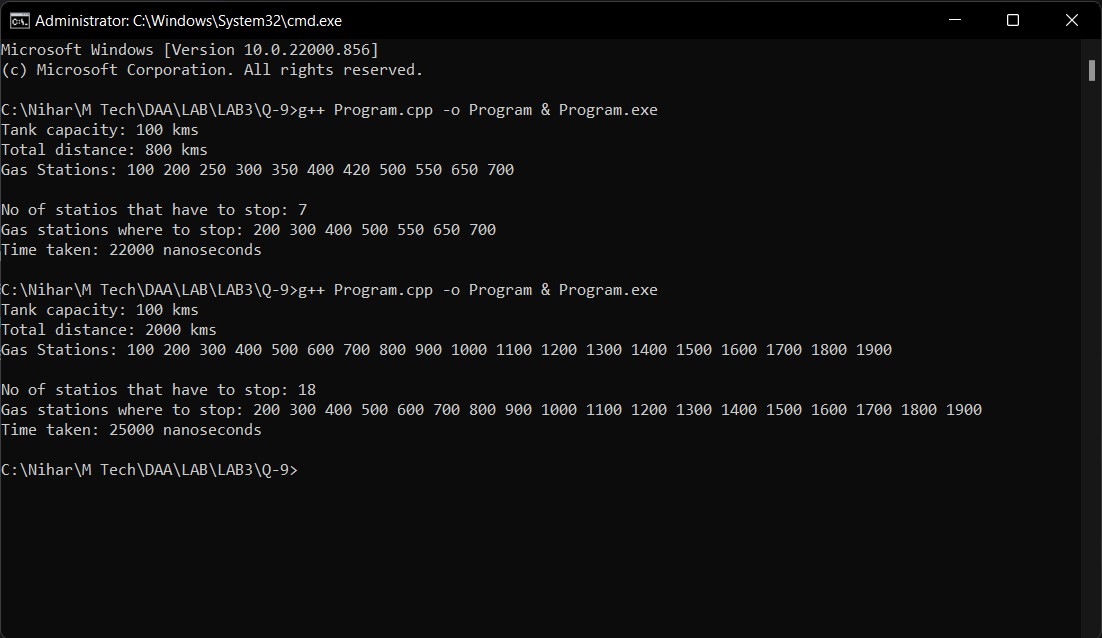 Administrator: C:\Windows\System32\cmd.exe
Microsoft Windows [Version 10.0.22000.856]
(c) Microsoft Corporation. All rights reserved.
C:\Nihar\M Tech\DAA\LAB\LAB3\Q-9>g++ Program.cpp -o Program & Program.exe
Tank capacity: 100 kms
Total distance: 800 kms
Gas Stations: 100 200 250 300 350 400 420 500 550 650 700
No of statios that have to stop: 7
Gas stations where to stop: 200 300 400 500 550 650 700
Time taken: 22000 nanoseconds
C:\Nihar\M Tech\DAA\LAB\LAB3\Q-9>g++ Program.cpp -o Program & Program.exe
Tank capacity: 100 kms
Total distance: 2000 kms
Gas Stations: 100 200 300 400 500 600 700 800 900 1000 1100 1200 1300 1400 1500 1600 1700 1800 1900
No of statios that have to stop: 18
Gas stations where to stop: 200 300 400 500 600 700 800 900 1000 1100 1200 1300 1400 1500 1600 1700 1800 1900
Time taken: 25000 nanoseconds
C:\Nihar\M Tech\DAA\LAB\LAB3\Q-9>